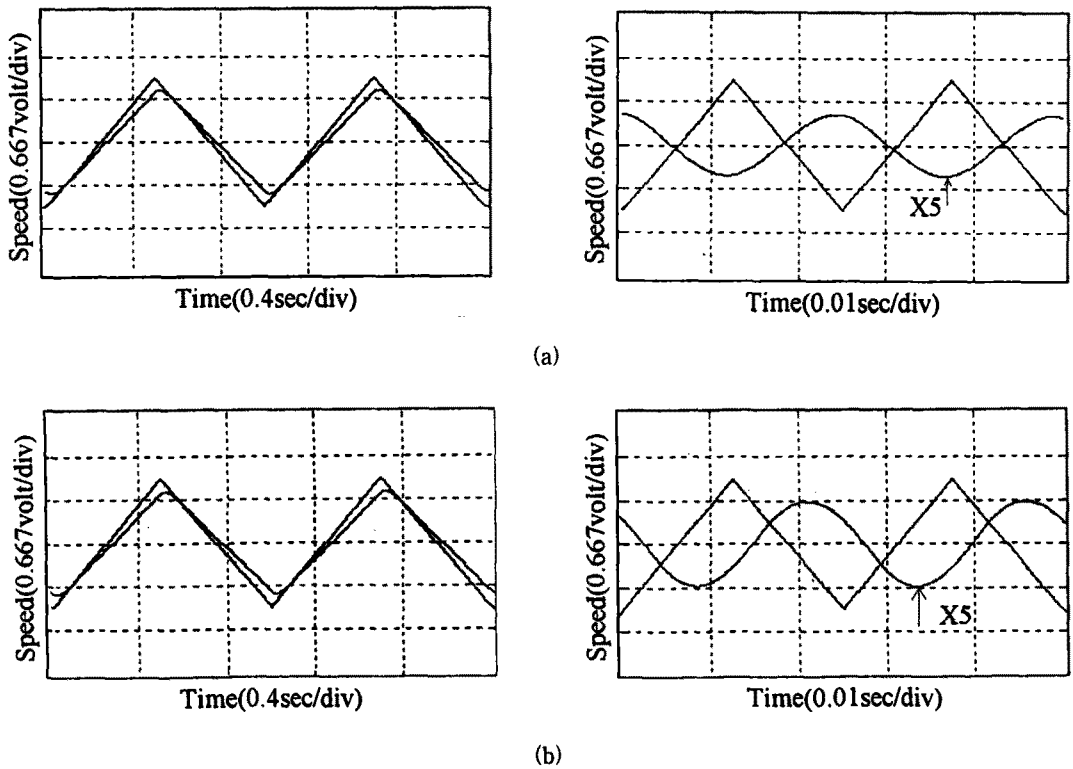 Speed(0.667volt/div)
Time(0.4sec/div)
Speed(0.667volt/div)
X5
Time(0.01sec/div)
(a)
Speed(0.667volt/div)
Time(0.4sec/div)
Speed(0.667volt/div)
X5
Time(0.01sec/div)
(b)